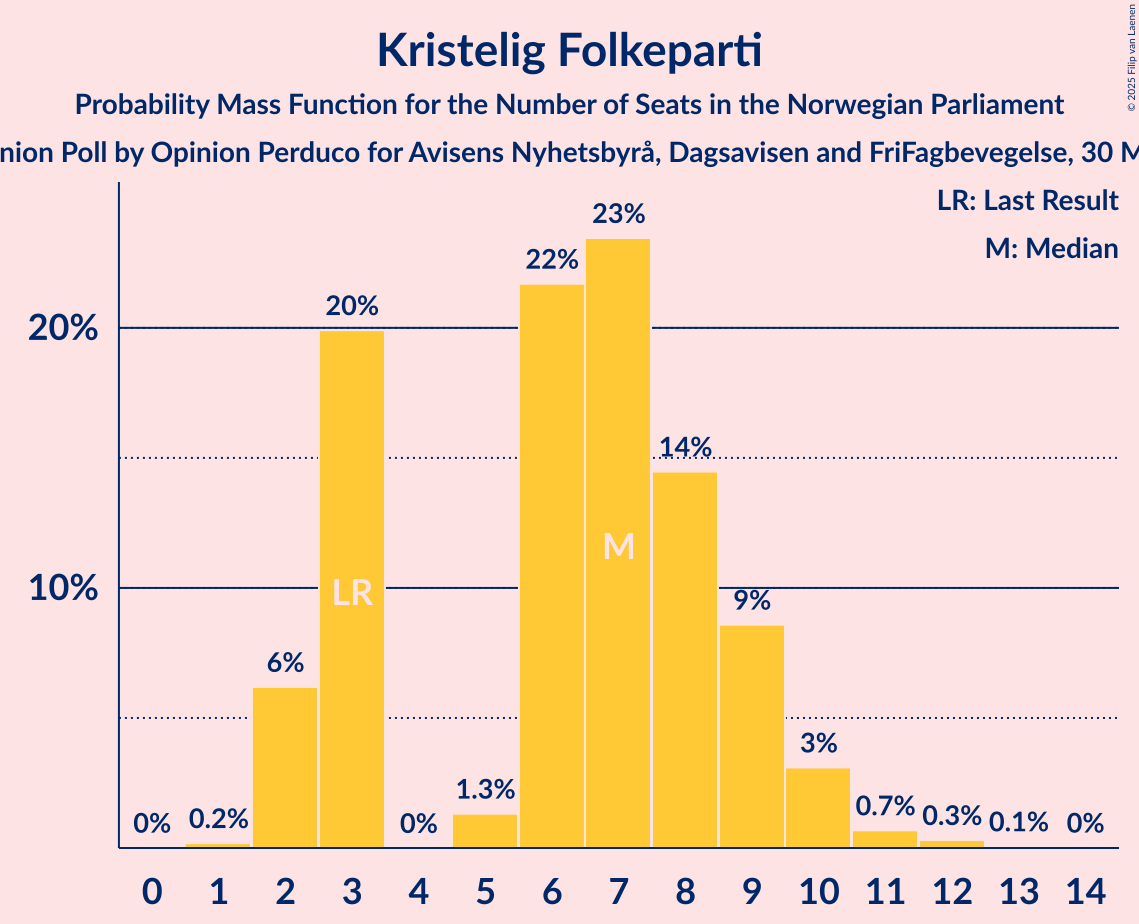 Kristelig Folkeparti
Probability Mass Function for the Number of Seats in the Norwegian Parliament
Poll by Opinion Perduco for Avisens Nyhetsbyrå, Dagsavisen and FriFagbevegelse, 30
© 2025 Filip van Laenen
LR: Last Result
M: Median
23%
22%
20%
20%
14%
M
10%
LR
9%
6%
3%
1.3%
0.7%
0.3%
0.2%
0.1%
0%
0%
0%
0 1 2 3 4 5 6 7 8 9 10 11 12 13 14